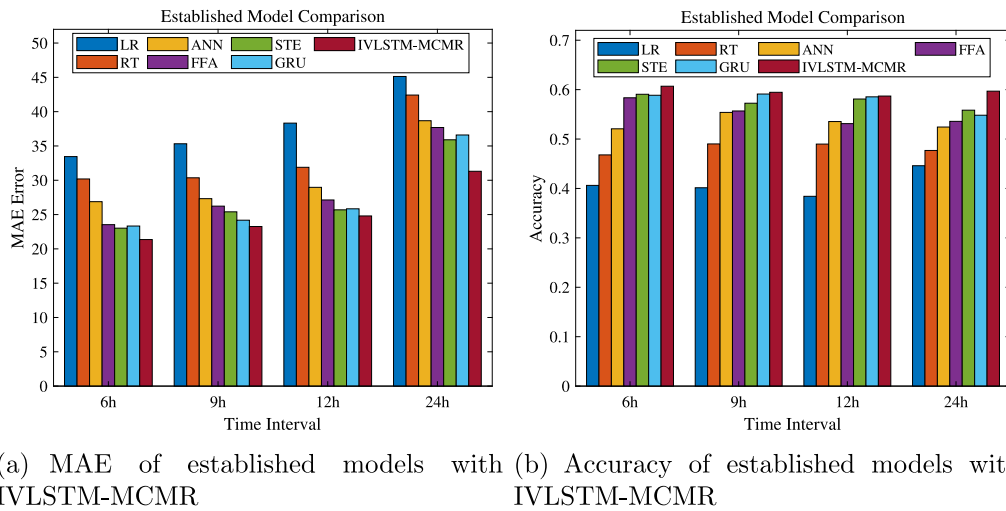 Established Model Comparison
50
45
40
35
30
25
20
15
10
5
0
MAE Error
LR
ANN
STE
IVLSTM-MCMR
RT
FFA
GRU
6h
9h
12h
24h
Time Interval
Established Model Comparison
0.7
0.6
0.5
0.4
0.3
0.2
0.1
0
Accuracy
LR
RT
ANN
FFA
STE
GRU
IVLSTM-MCMR
6h
9h
12h
24h
Time Interval
(a) MAE of established models with
IVLSTM-MCMR
(b) Accuracy of established models wit
IVLSTM-MCMR